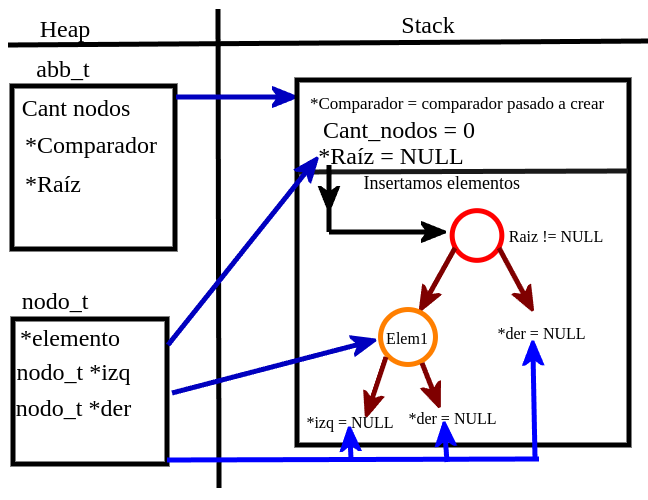 Heap
Stack
abb_t
Cant nodos
*Comparador
*Raíz
*Comparador = comparador pasado a crear
Cant_nodos = 0
*Raíz = NULL
Insertamos elementos
Raiz != NULL
nodo_t
*elemento
nodo_t *izq
nodo_t *der
Elem1
*der = NULL
*izq = NULL
*der = NULL